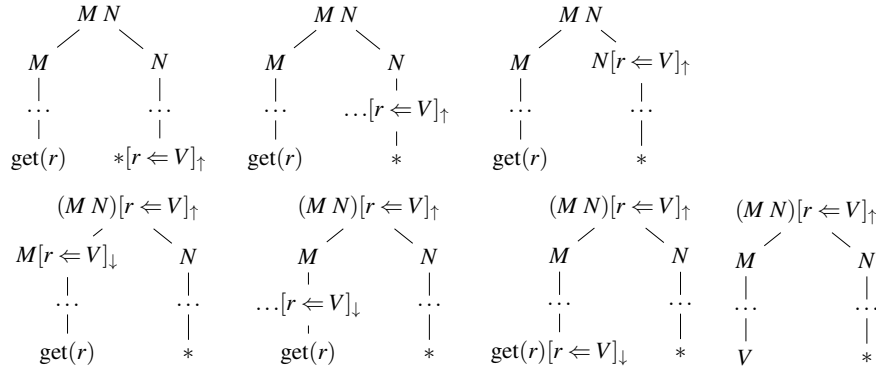 M N M N M N
M N M N M N[r ⇐ V]↑
… … … …[r ⇐ V]↑ … …
get(r) ∗[r ⇐ V]↑ get(r) ∗ get(r) ∗
(M N)[r ⇐ V]↑ (M N)[r ⇐ V]↑ (M N)[r ⇐ V]↑ (M N)[r ⇐ V]↑
M[r ⇐ V]↓ N M N M N M N
… … …[r ⇐ V]↓ … … … … …
get(r) ∗ get(r) ∗ get(r)[r ⇐ V]↓ ∗ V ∗